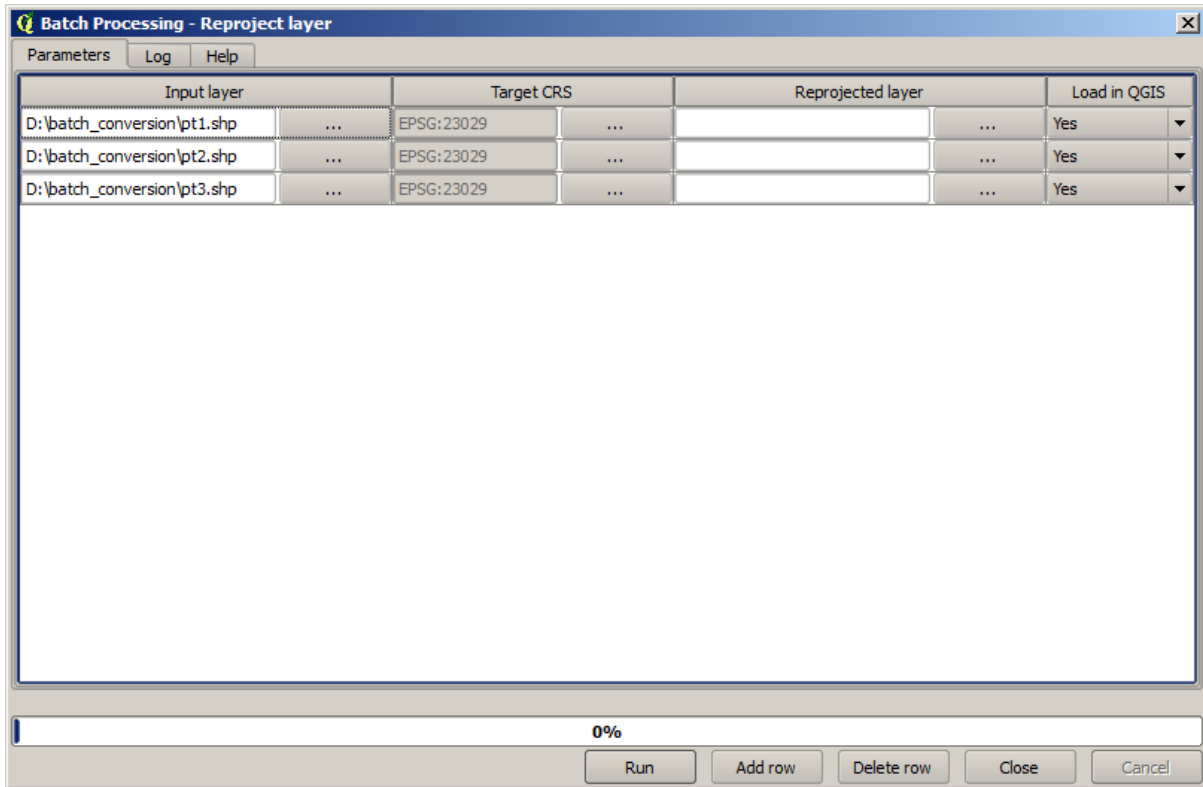 Batch Processing - Reproject layer
Parameters Log Help
Input layer Target CRS Reprojected layer Load in QGIS
D:\batch_conversion\pt1.shp ... EPSG:23029 ... ... Yes
D:\batch_conversion\pt2.shp ... EPSG:23029 ... ... Yes
D:\batch_conversion\pt3.shp ... EPSG:23029 ... ... Yes
0%
Run Add row Delete row Close Cancel